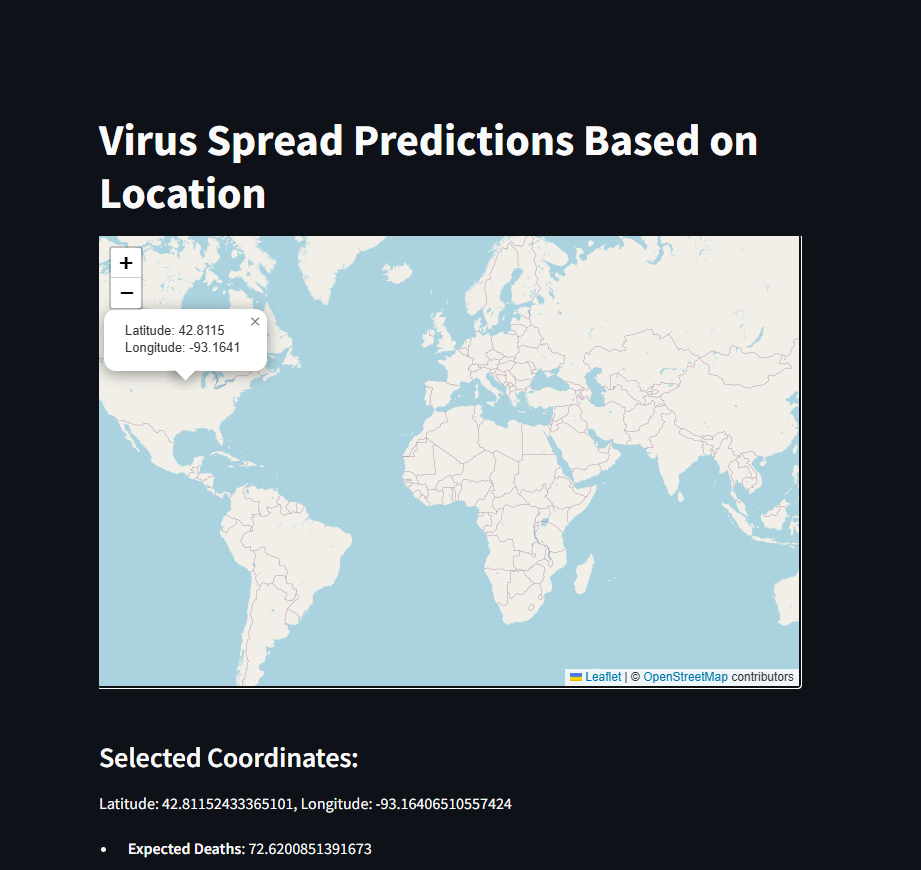 Virus Spread Predictions Based on
Location
+
−
×
Latitude: 42.8115
Longitude: -93.1641
Leaflet | © OpenStreetMap contributors
Selected Coordinates:
Latitude: 42.81152433365101, Longitude: -93.16406510557424
• Expected Deaths: 72.6200851391673